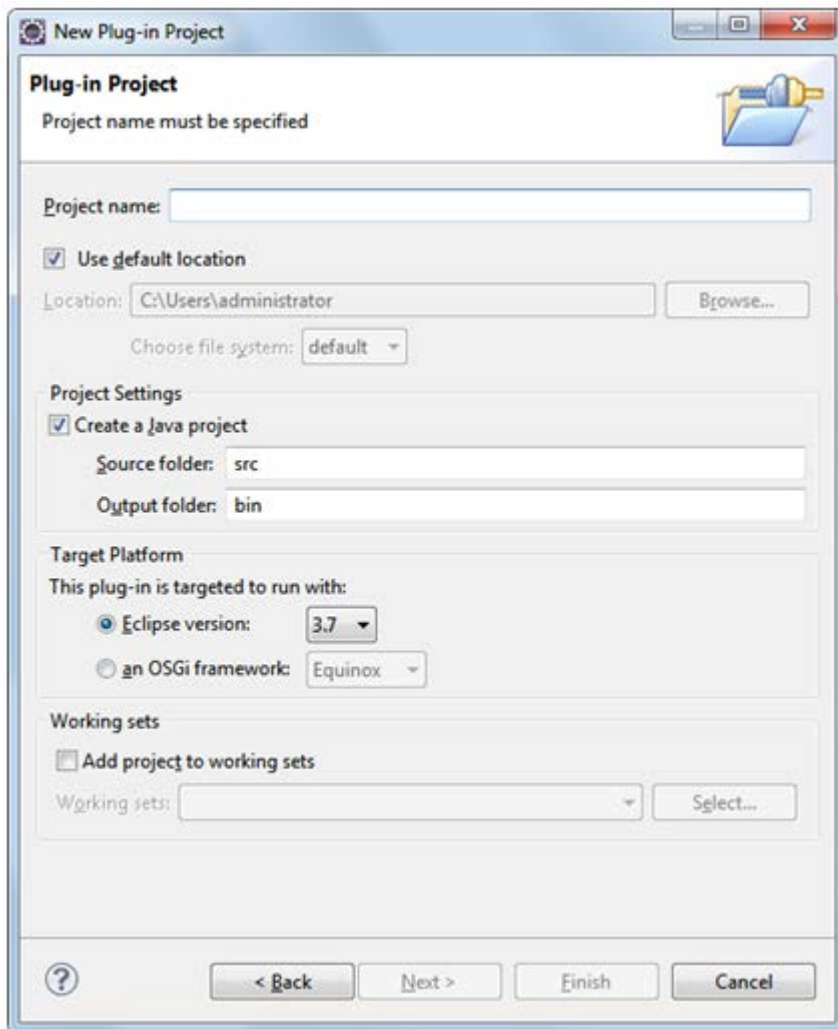 New Plug-in Project
Plug-in Project
Project name must be specified
Project name:
Use default location
Location: C:\Users\administrator Browse...
Choose file system: default
Project Settings
Create a Java project
Source folder: src
Output folder: bin
Target Platform
This plug-in is targeted to run with:
Eclipse version: 3.7
an OSGi framework: Equinox
Working sets
Add project to working sets
Working sets: Select...
? < Back Next > Finish Cancel